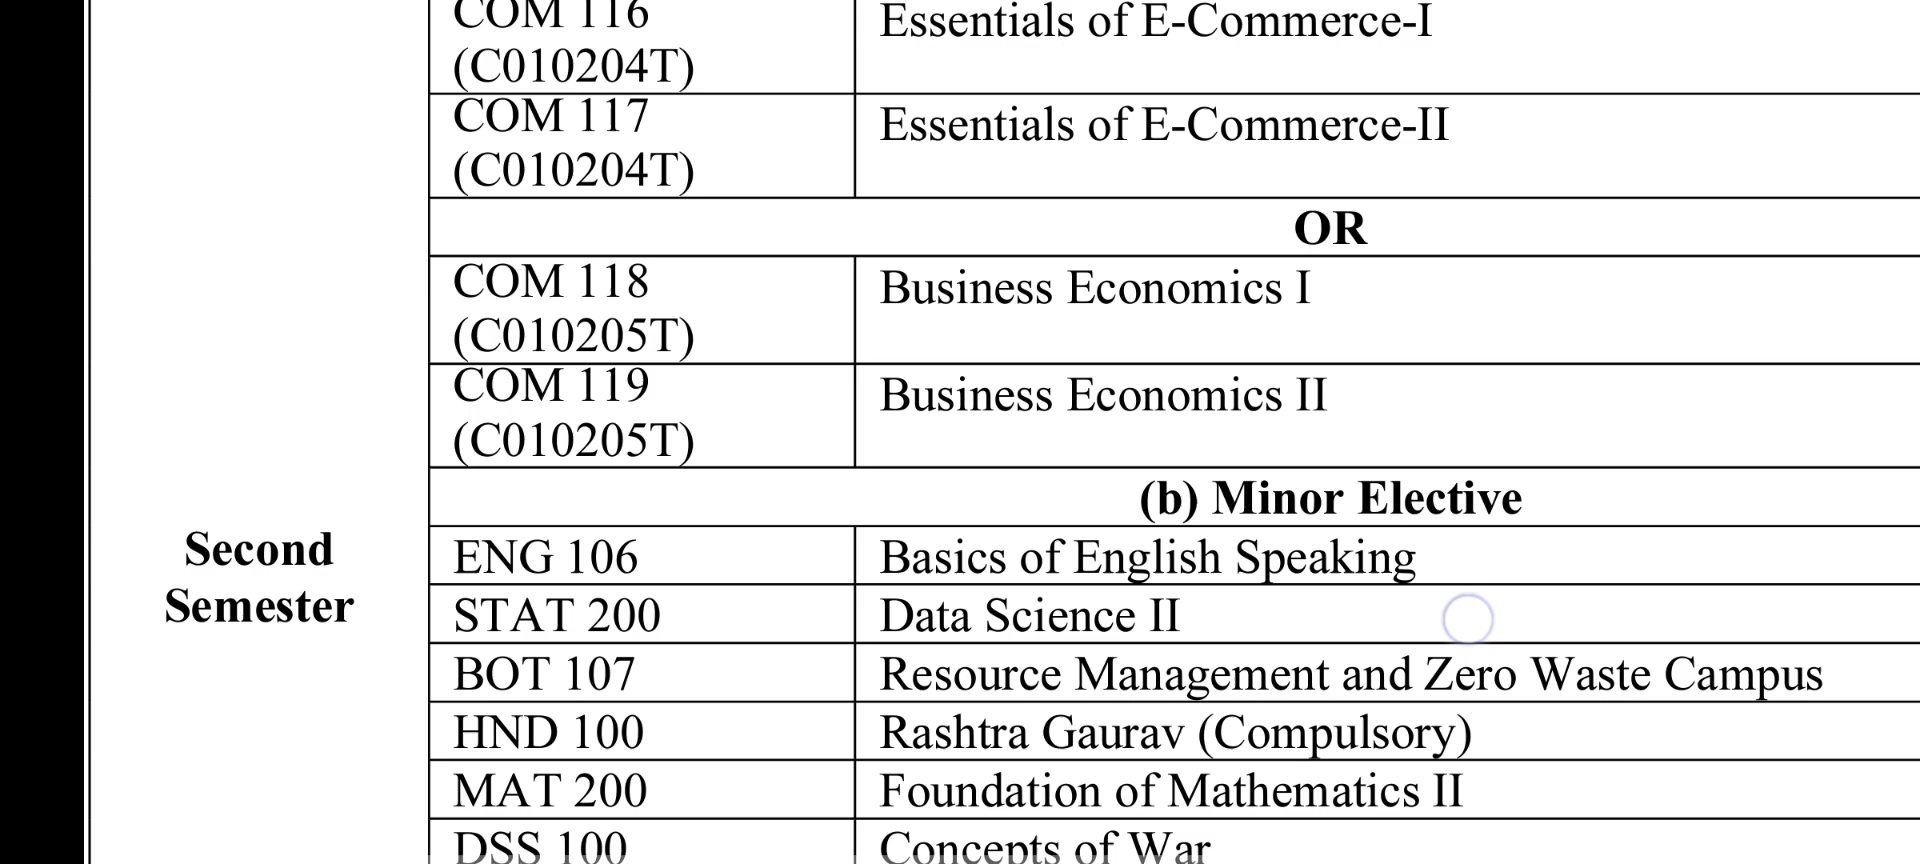 COM 116
(C010204T)
Essentials of E-Commerce-I
COM 117
(C010204T)
Essentials of E-Commerce-II
OR
COM 118
(C010205T)
Business Economics I
COM 119
(C010205T)
Business Economics II
(b) Minor Elective
Second
Semester
ENG 106
Basics of English Speaking
STAT 200
Data Science II
BOT 107
Resource Management and Zero Waste Campus
HND 100
Rashtra Gaurav (Compulsory)
MAT 200
Foundation of Mathematics II
DSS 100
Concepts of War